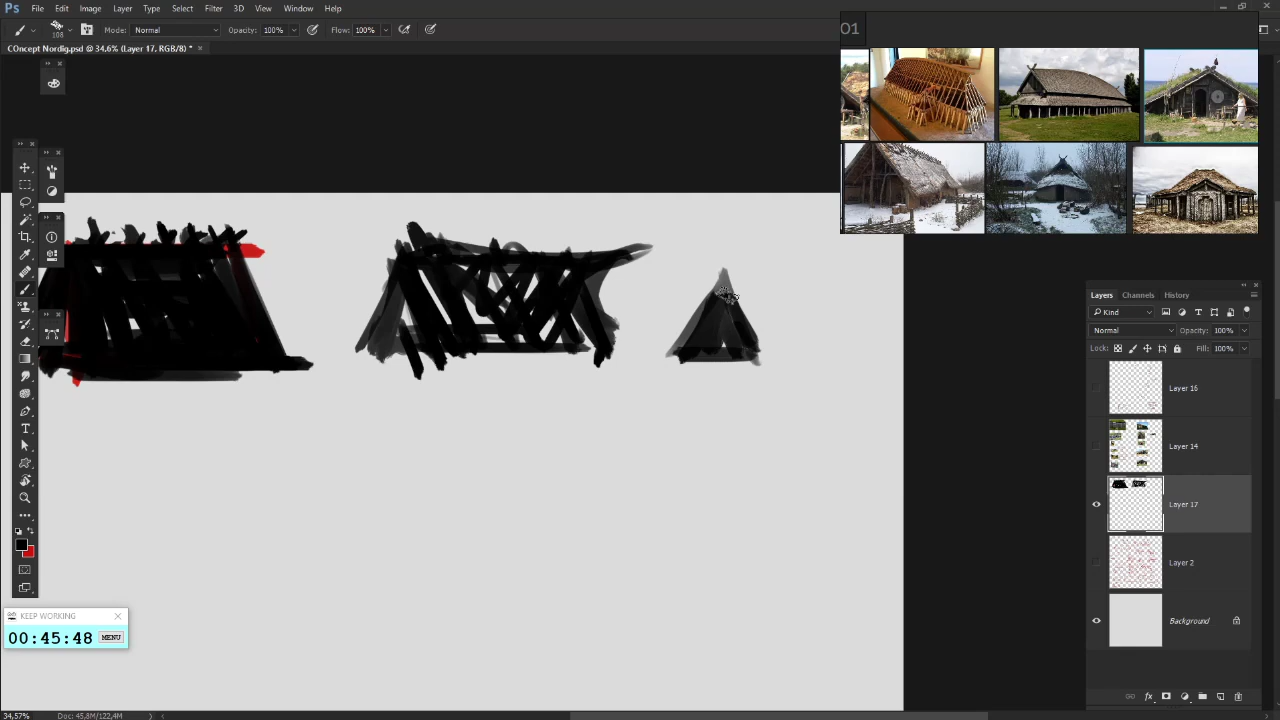 Ps File Edit Image Layer Type Select Filter 3D View Window Help
108 Mode: Normal Opacity: 100% Flow: 100%
COncept Nordig.psd @ 34,6% (Layer 17, RGB/8) *
01
Layers Channels History
Kind
Normal Opacity: 100%
Lock: Fill: 100%
Layer 16
Layer 14
Layer 17
Layer 2
Background
KEEP WORKING
00:45:48 MENU
34,57% Doc: 45,8M/122,4M